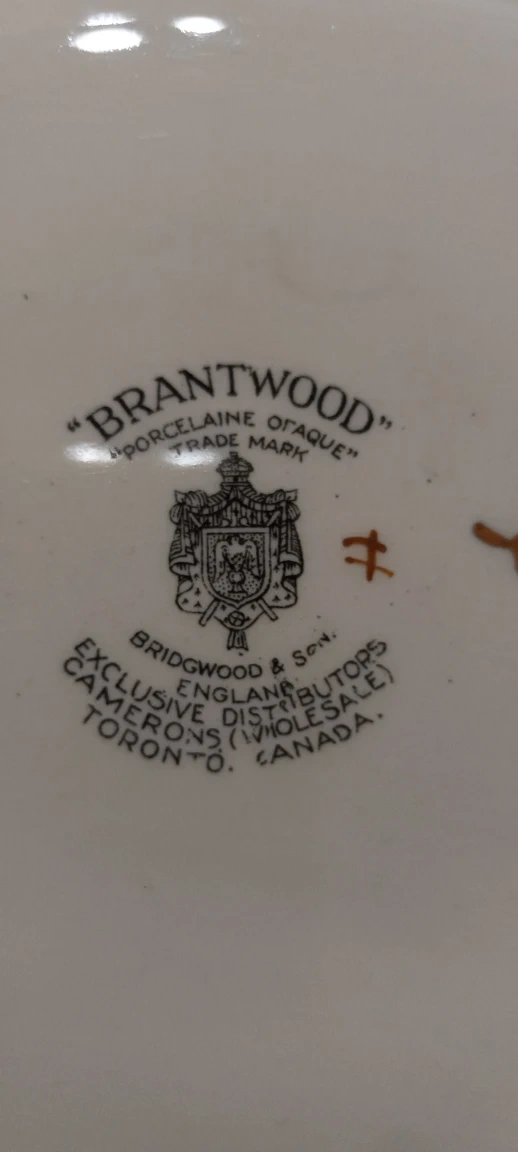 "BRANTWOOD"
"PORCELAINE OPAQUE"
TRADE MARK
BRIDGWOOD & SON.
ENGLAND.
EXCLUSIVE DISTRIBUTORS
CAMERONS (WHOLESALE)
TORONTO. CANADA.